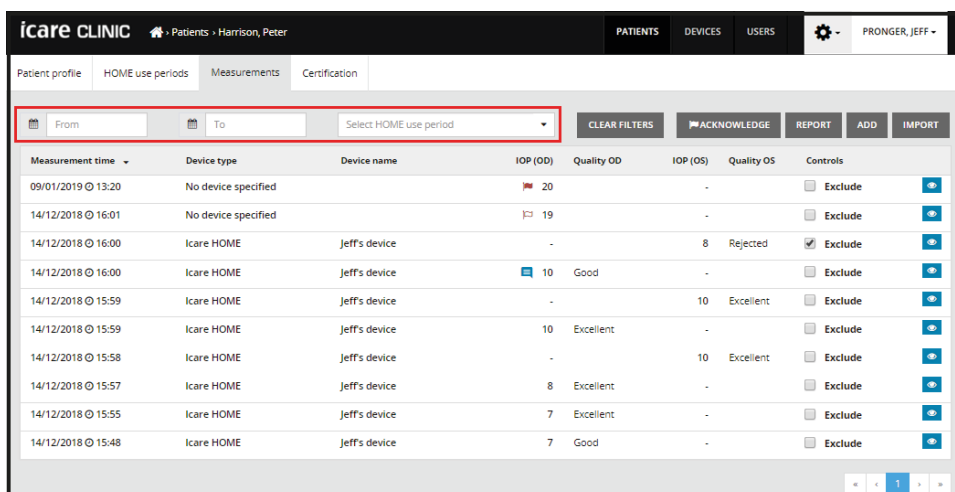 icare CLINIC › Patients › Harrison, Peter PATIENTS DEVICES USERS PRONGER, JEFF
Patient profile HOME use periods Measurements Certification
From To Select HOME use period CLEAR FILTERS ACKNOWLEDGE REPORT ADD IMPORT
Measurement time Device type Device name IOP (OD) Quality OD IOP (OS) Quality OS Controls
09/01/2019 13:20 No device specified 20 - Exclude
14/12/2018 16:01 No device specified 19 - Exclude
14/12/2018 16:00 Icare HOME Jeff's device - 8 Rejected Exclude
14/12/2018 16:00 Icare HOME Jeff's device 10 Good - Exclude
14/12/2018 15:59 Icare HOME Jeff's device - 10 Excellent Exclude
14/12/2018 15:59 Icare HOME Jeff's device 10 Excellent - Exclude
14/12/2018 15:58 Icare HOME Jeff's device - 10 Excellent Exclude
14/12/2018 15:57 Icare HOME Jeff's device 8 Excellent - Exclude
14/12/2018 15:55 Icare HOME Jeff's device 7 Excellent - Exclude
14/12/2018 15:48 Icare HOME Jeff's device 7 Good - Exclude
« ‹ 1 › »